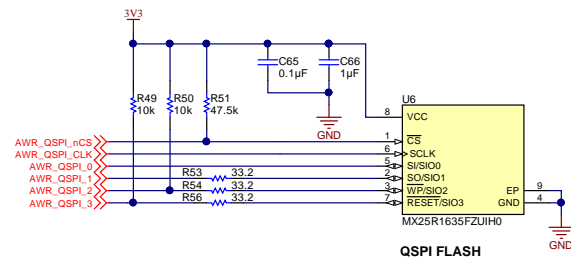 3V3
C65
0.1µF
C66
1µF
R49
10k
R50
10k
R51
47.5k
GND
U6
8 VCC
AWR_QSPI_nCS 1 CS
AWR_QSPI_CLK 6 SCLK
AWR_QSPI_0 5 SI/SIO0
AWR_QSPI_1 R53 33.2 2 SO/SIO1
AWR_QSPI_2 R54 33.2 3 WP/SIO2
AWR_QSPI_3 R56 33.2 7 RESET/SIO3
EP 9
GND 4
MX25R1635FZUIH0
GND
QSPI FLASH